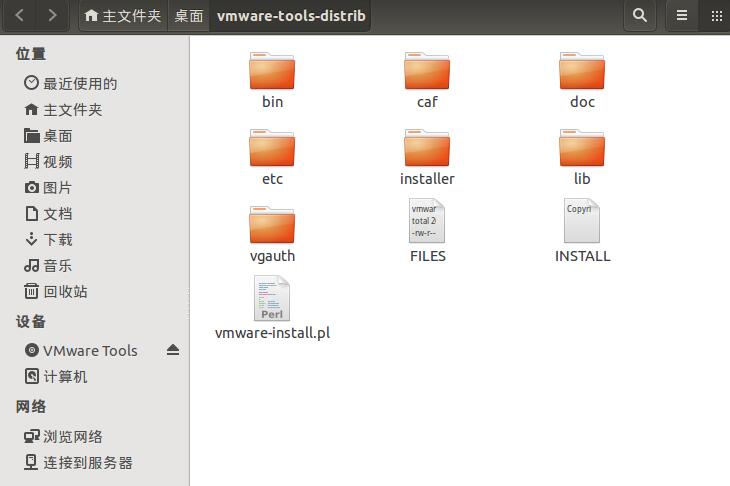 主文件夹 桌面 vmware-tools-distrib
位置
最近使用的
主文件夹
桌面
视频
图片
文档
下载
音乐
回收站
设备
VMware Tools
计算机
网络
浏览网络
连接到服务器
bin caf doc
etc installer lib
vmwar
total 2
-rw-r--
Copyri
vgauth FILES INSTALL
Perl
vmware-install.pl